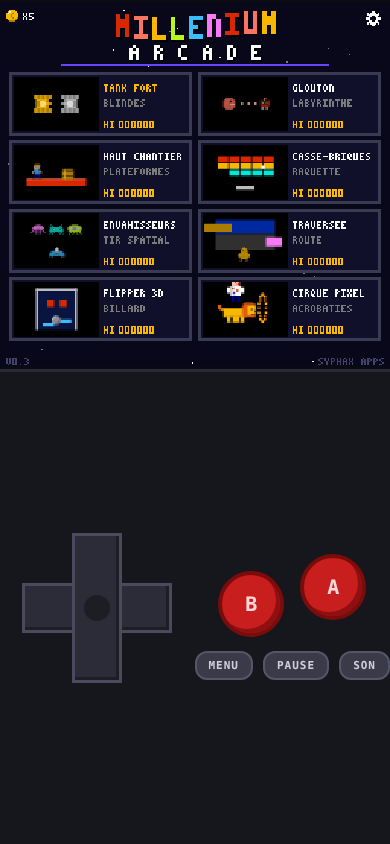 85
MILLENIUM
ARCADE
TANK FORT
BLINDES
HI 000000
GLOUTON
LABYRINTHE
HI 000000
HAUT CHANTIER
PLATEFORMES
HI 000000
CASSE-BRIQUES
RAQUETTE
HI 000000
ENVAHISSEURS
TIR SPATIAL
HI 000000
TRAVERSEE
ROUTE
HI 000000
FLIPPER 3D
BILLARD
HI 000000
CIRQUE PIXEL
ACROBATIES
HI 000000
V0.3
SYPHAX APPS
B
A
MENU
PAUSE
SON